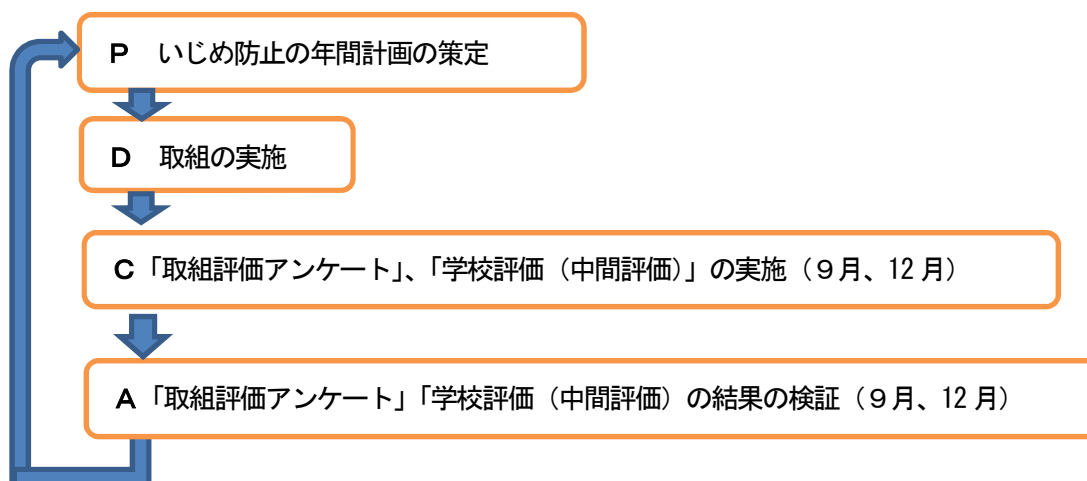 P　いじめ防止の年間計画の策定
D　取組の実施
C「取組評価アンケート」、「学校評価（中間評価）」の実施（９月、12 月）
A「取組評価アンケート」「学校評価（中間評価）の結果の検証（９月、12 月）